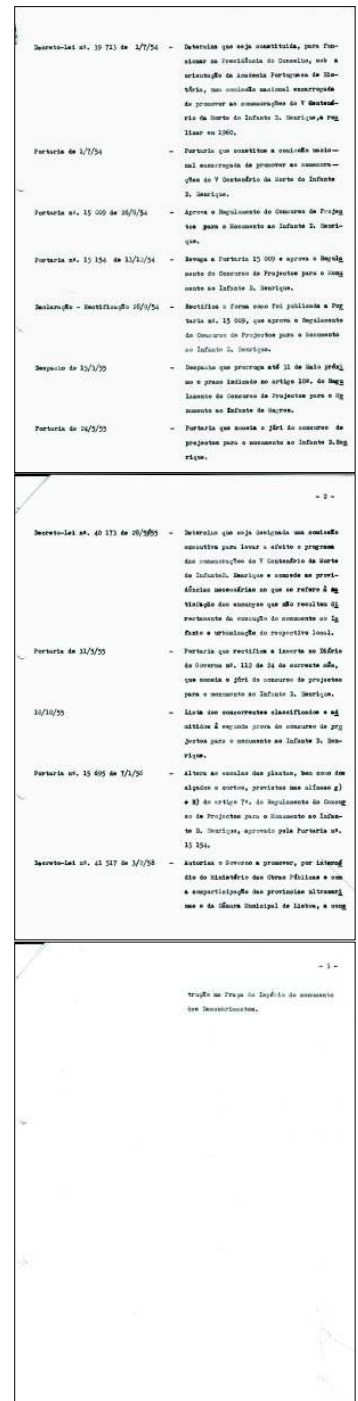 Decreto-Lei nº. 39 713 de 1/7/54 - Determina que seja constituída, para fun-
cionar na Presidência do Conselho, sob a
orientação da Academia Portuguesa de His-
tória, uma comissão nacional encarregada
de promover as comemorações do V Centená-
rio da Morte do Infante D. Henrique, a rea
lizar em 1960.
Portaria de 1/7/54 - Portaria que constitue a comissão nacio-
nal encarregada de promover as comemora-
ções do V Centenário da Morte do Infante
D. Henrique.
Portaria nº. 15 009 de 28/8/54 - Aprova o Regulamento do Concurso de Projec
tos para o Monumento ao Infante D. Henri-
que.
Portaria nº. 15 154 de 13/12/54 - Revoga a Portaria 15 009 e aprova o Regula
mento do Concurso de Projectos para o Monu
mento ao Infante D. Henrique.
Declaração - Rectificação 28/9/54 - Rectifica a forma como foi publicada a Por
taria nº. 15 009, que aprova o Regulamento
do Concurso de Projectos para o Monumento
ao Infante D. Henrique.
Despacho de 15/1/55 - Despacho que prorroga até 31 de Maio próxi
mo o prazo indicado no artigo 10º. do Regu
lamento do Concurso de Projectos para o Mo
numento ao Infante de Sagres.
Portaria de 24/5/55 - Portaria que nomeia o júri do concurso de
projectos para o monumento ao Infante D. Hen
rique.
- 2 -
Decreto-Lei nº. 40 173 de 28/5/55 - Determina que seja designada uma comissão
executiva para levar a efeito o programa
das comemorações do V Centenário da Morte
do Infante D. Henrique e concede as provi-
dências necessárias no que se refere à sa
tisfação dos encargos que não resultem di
rectamente da execução do monumento ao In
fante e urbanização do respectivo local.
Portaria de 31/5/55 - Portaria que rectifica a inserta no Diário
do Governo nº. 112 de 24 do corrente mês,
que nomeia o júri do concurso de projectos
para o monumento ao Infante D. Henrique.
10/10/55 - Lista dos concorrentes classificados e ad
mitidos à segunda prova do concurso de pro
jectos para o monumento ao Infante D. Hen-
rique.
Portaria nº. 15 695 de 7/1/56 - Altera as escalas das plantas, bem como dos
alçados e cortes, previstas nas alíneas g)
e h) do artigo 7º. do Regulamento do Concur
so de Projectos para o Monumento ao Infan-
te D. Henrique, aprovado pela Portaria nº.
15 154.
Decreto-Lei nº. 41 517 de 3/2/58 - Autoriza o Governo a promover, por intermé
dio do Ministério das Obras Públicas e com
a comparticipação das províncias ultramari
nas e da Câmara Municipal de Lisboa, a cons
- 3 -
trução na Praça do Império do monumento
dos Descobrimentos.